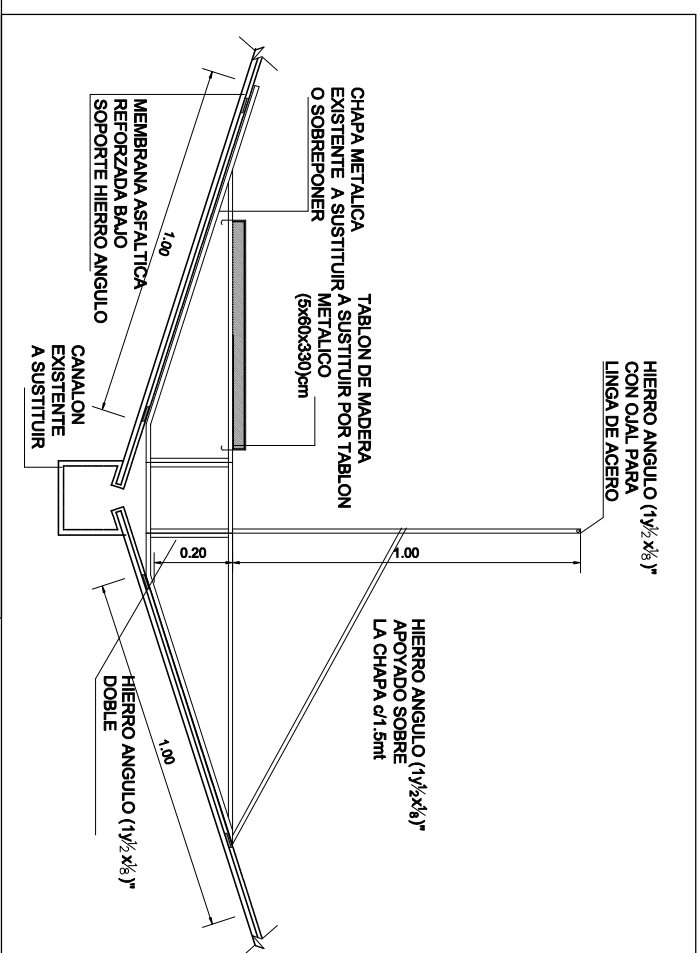 HIERRO ANGULO (1y½x⅛)"
CON OJAL PARA
LINGA DE ACERO
TABLON DE MADERA
A SUSTITUIR POR TABLON
METALICO
(5x60x330)cm
CHAPA METALICA
EXISTENTE A SUSTITUIR
O SOBREPONER
MEMBRANA ASFALTICA
REFORZADA BAJO
SOPORTE HIERRO ANGULO
CANALON
EXISTENTE
A SUSTITUIR
HIERRO ANGULO (1y½x⅛)"
APOYADO SOBRE
LA CHAPA c/1.5mt
HIERRO ANGULO (1y½x⅛)"
DOBLE
1.00
0.20
1.00
1.00